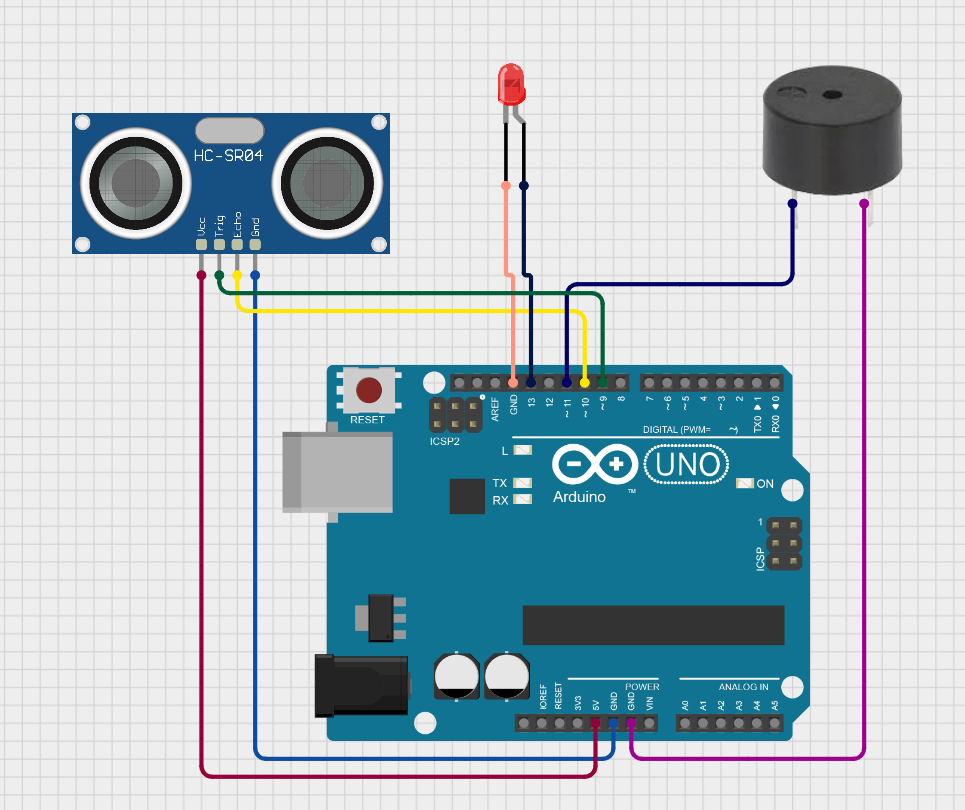 HC-SR04
Vcc
Trig
Echo
Gnd
RESET
ICSP2
AREF
GND
13
12
~11
~10
~9
8
7
~6
~5
4
~3
2
TX0 ▶ 1
RX0 ◀ 0
DIGITAL (PWM= ~)
L
TX
RX
UNO
Arduino
™
ON
1
ICSP
POWER
ANALOG IN
IOREF
RESET
3V3
5V
GND
GND
VIN
A0
A1
A2
A3
A4
A5